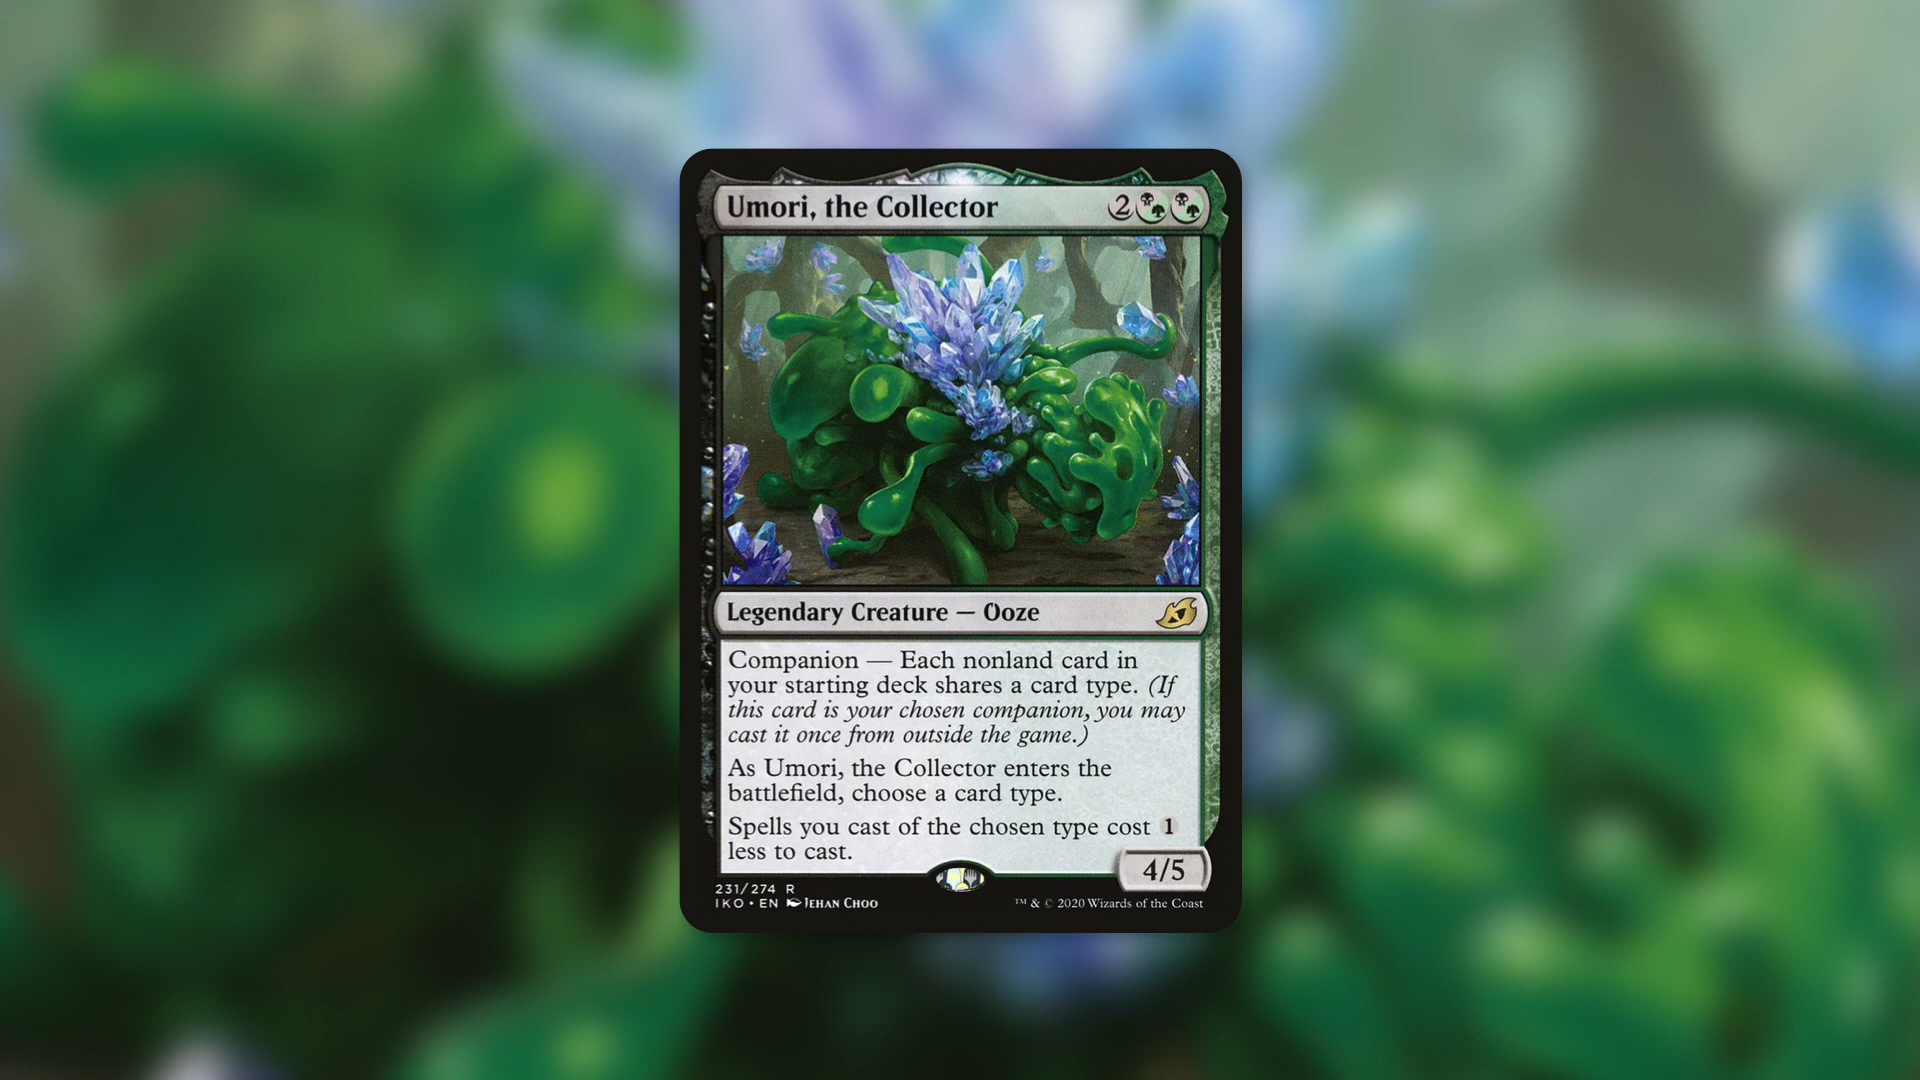 Umori, the Collector
2
Legendary Creature — Ooze
Companion — Each nonland card in
your starting deck shares a card type. (If
this card is your chosen companion, you may
cast it once from outside the game.)
As Umori, the Collector enters the
battlefield, choose a card type.
Spells you cast of the chosen type cost 1
less to cast.
4/5
231/274 R
IKO • EN Jehan Choo
™ & © 2020 Wizards of the Coast